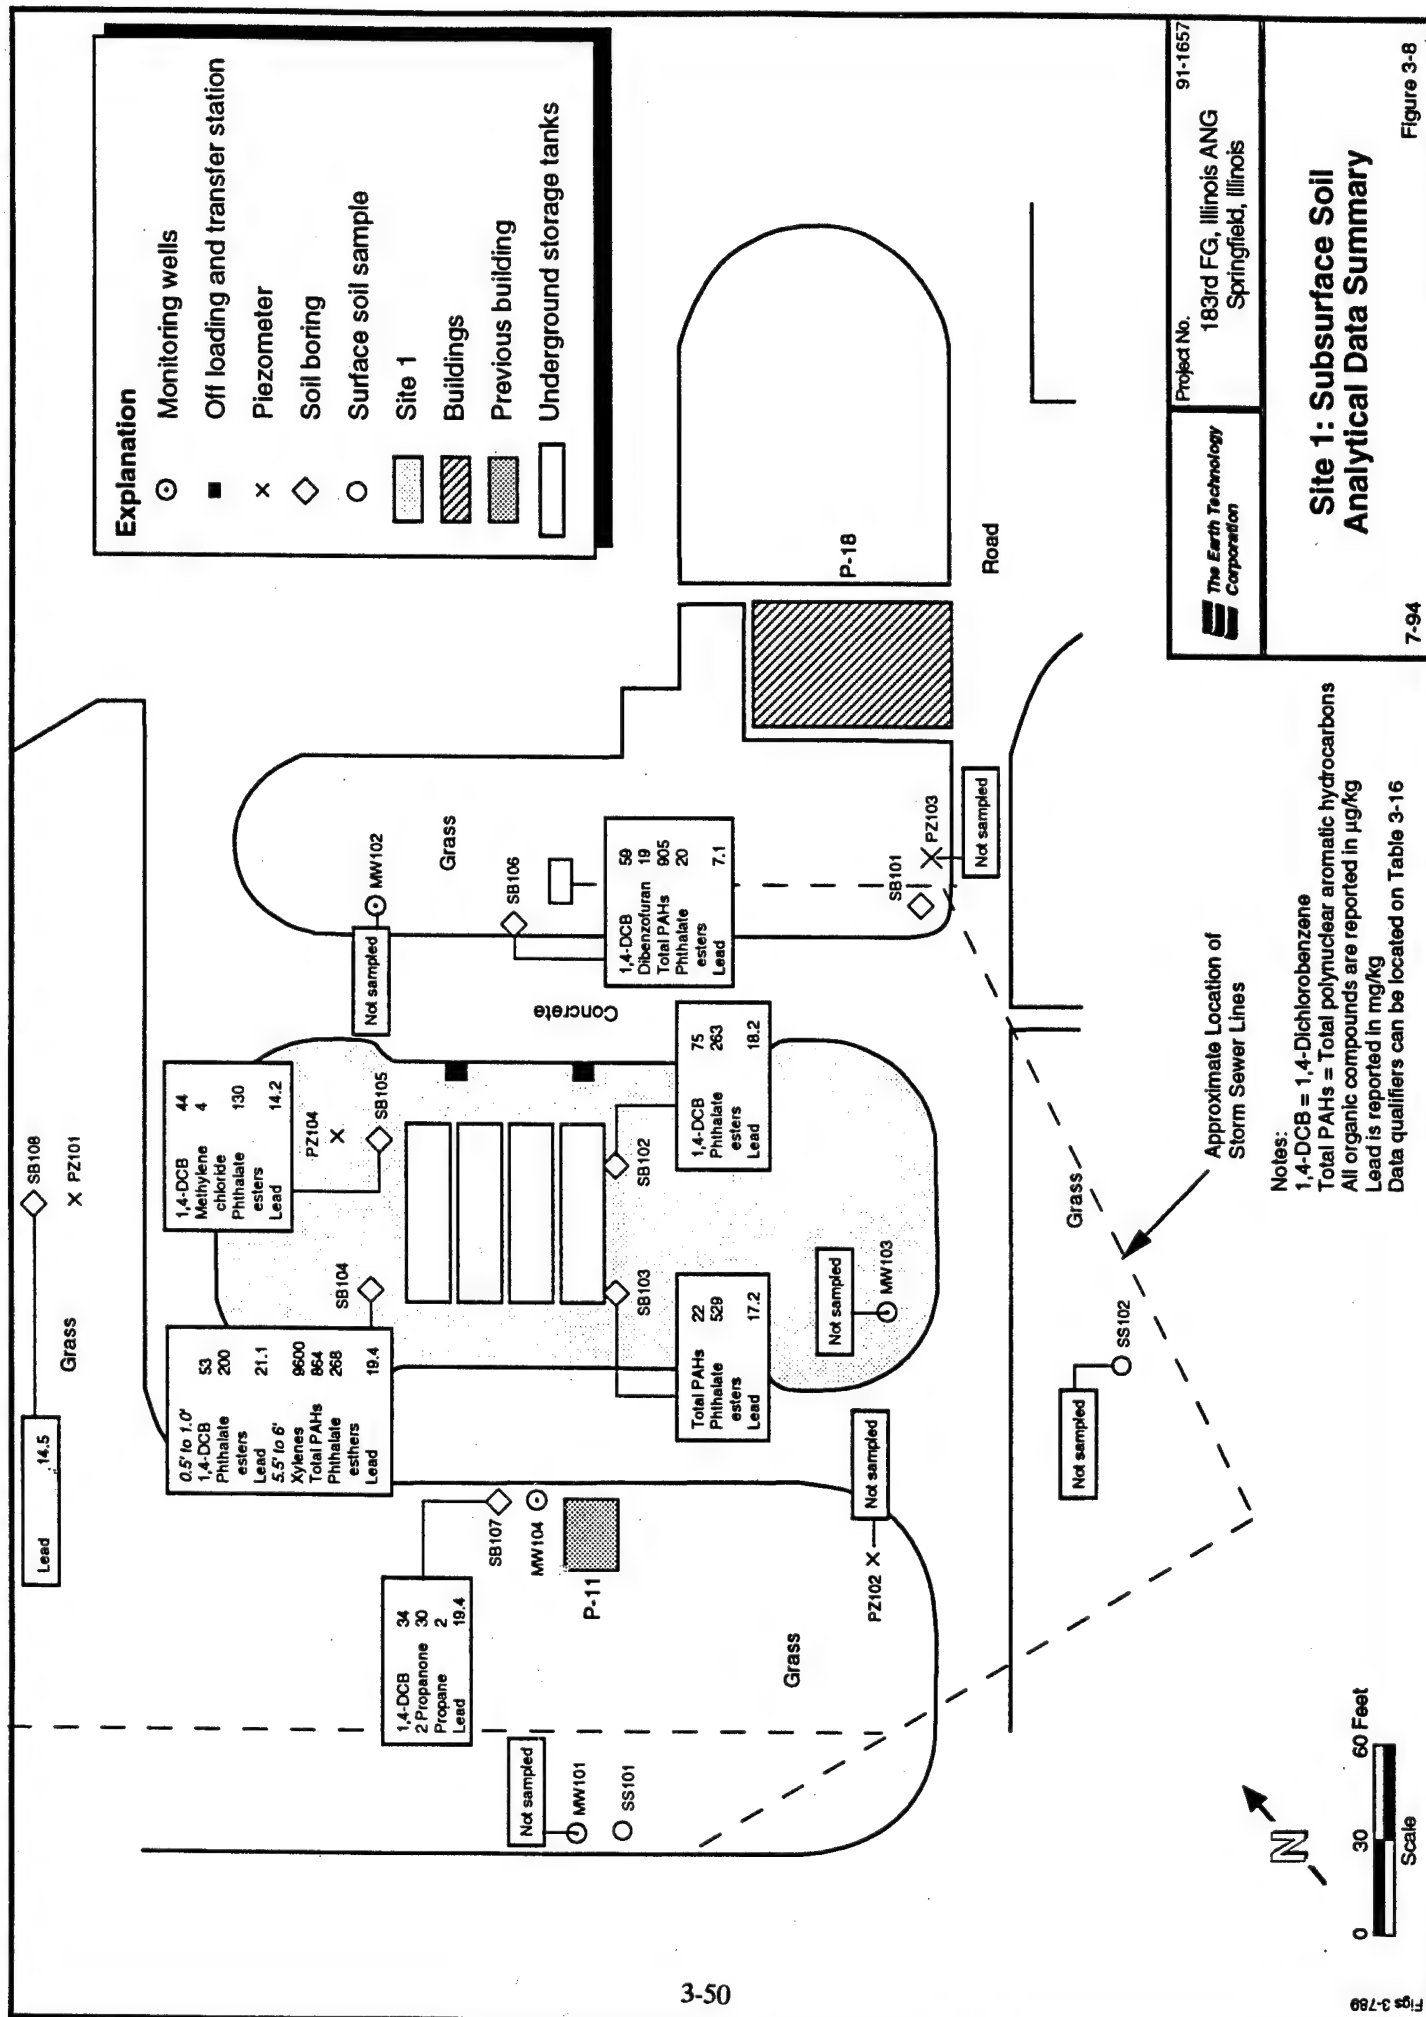 Explanation
Monitoring wells
Off loading and transfer station
Piezometer
Soil boring
Surface soil sample
Site 1
Buildings
Previous building
Underground storage tanks
SB108
PZ101
Grass
Lead 14.5
1,4-DCB 44
Methylene 4
chloride
Phthalate 130
esters
Lead 14.2
PZ104
SB105
SB104
0.5' to 1.0'
1,4-DCB 53
Phthalate 200
esters
Lead 21.1
5.5' to 6'
Xylenes 9600
Total PAHs 864
Phthalate 268
esthers
Lead 19.4
MW102
Not sampled
Grass
SB106
1,4-DCB 59
Dibenzofuran 19
Total PAHs 905
Phthalate 20
esters
Lead 7.1
Concrete
SB102
1,4-DCB 75
Phthalate 263
esters
Lead 18.2
SB103
Total PAHs 22
Phthalate 529
esters
Lead 17.2
Not sampled
MW103
SB101
PZ103
Not sampled
P-18
Road
1,4-DCB 34
2 Propanone 30
Propane 2
Lead 19.4
SB107
MW104
P-11
Not sampled
MW101
SS101
Grass
PZ102
Not sampled
Grass
Not sampled
SS102
Approximate Location of
Storm Sewer Lines
Notes:
1,4-DCB = 1,4-Dichlorobenzene
Total PAHs = Total polynuclear aromatic hydrocarbons
All organic compounds are reported in µg/kg
Lead is reported in mg/kg
Data qualifiers can be located on Table 3-16
N
0 30 60 Feet
Scale
The Earth Technology
Corporation
Project No. 91-1657
183rd FG, Illinois ANG
Springfield, Illinois
Site 1: Subsurface Soil
Analytical Data Summary
7-94
Figure 3-8
3-50
Figs 3-789